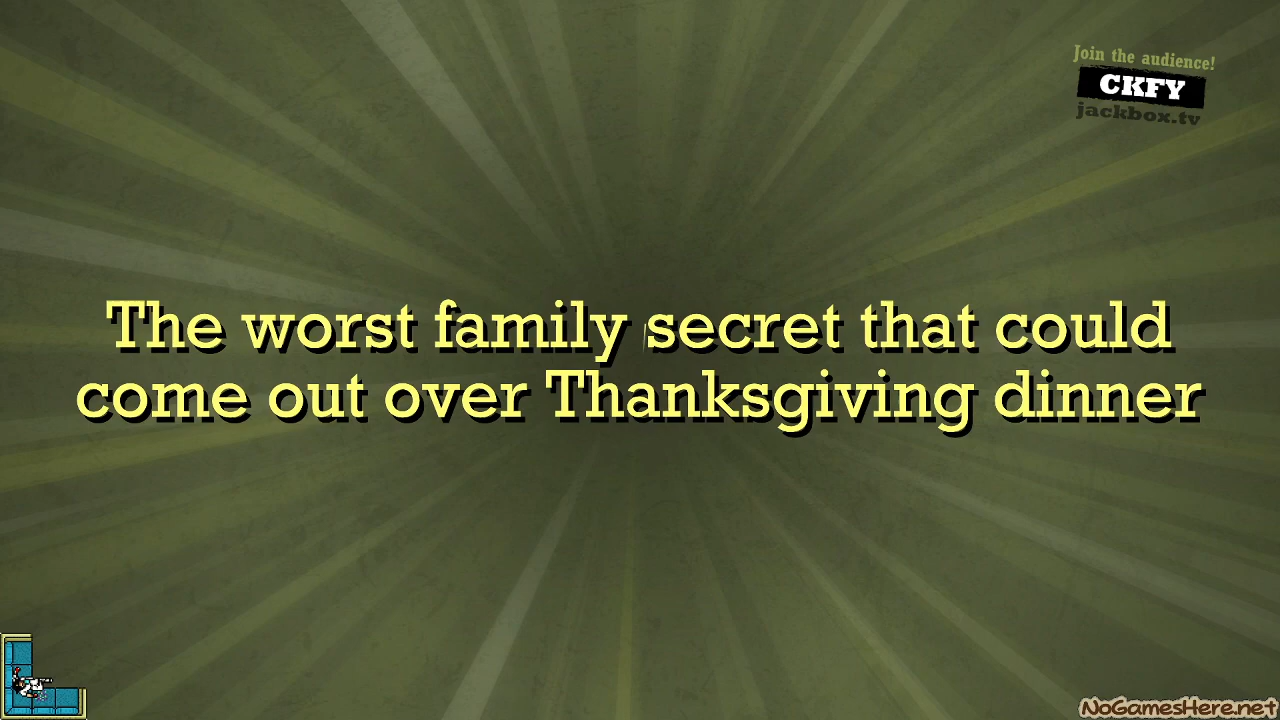 Join the audience!
CKFY
jackbox.tv
The worst family secret that could
come out over Thanksgiving dinner
NoGamesHere.net